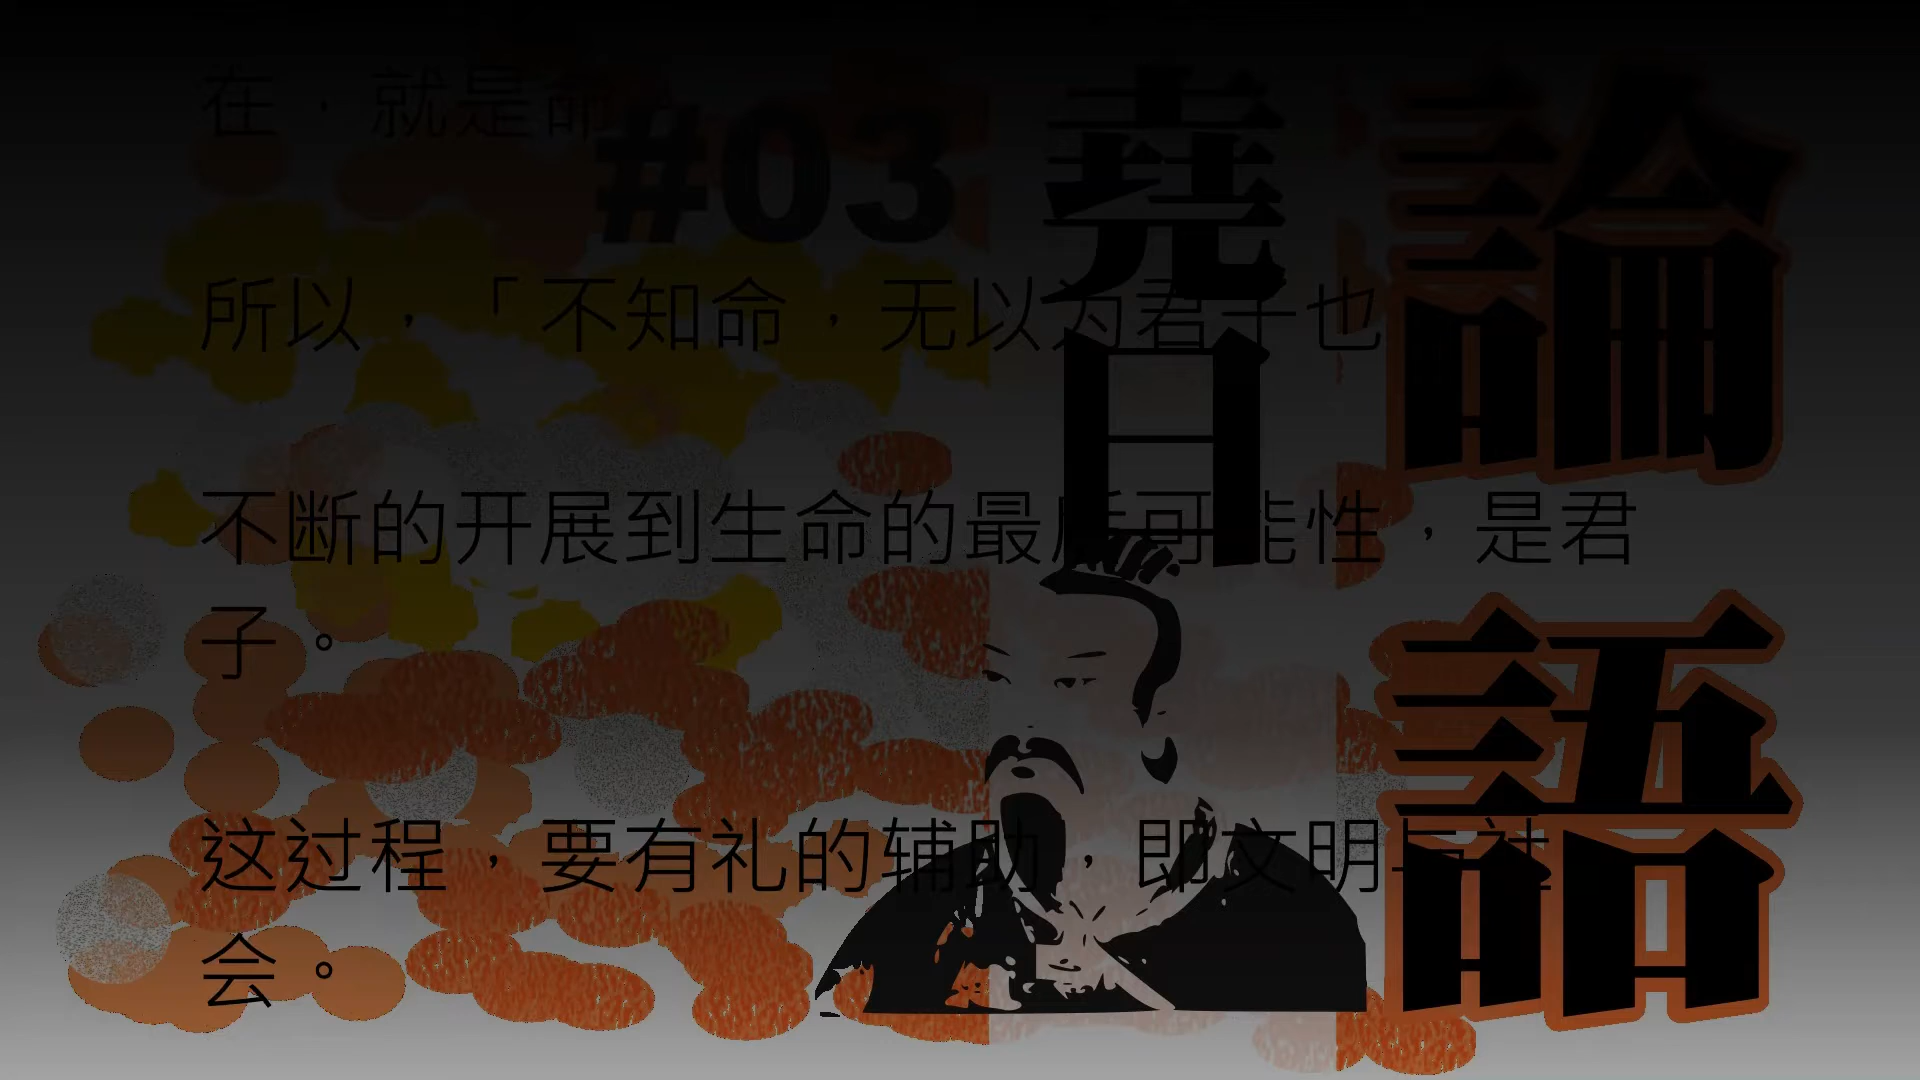 論語
堯曰
#03
在，就是命
所以，「不知命，无以为君子也
不断的开展到生命的最后可能性，是君
子。
这过程，要有礼的辅助，即文明与社
会。